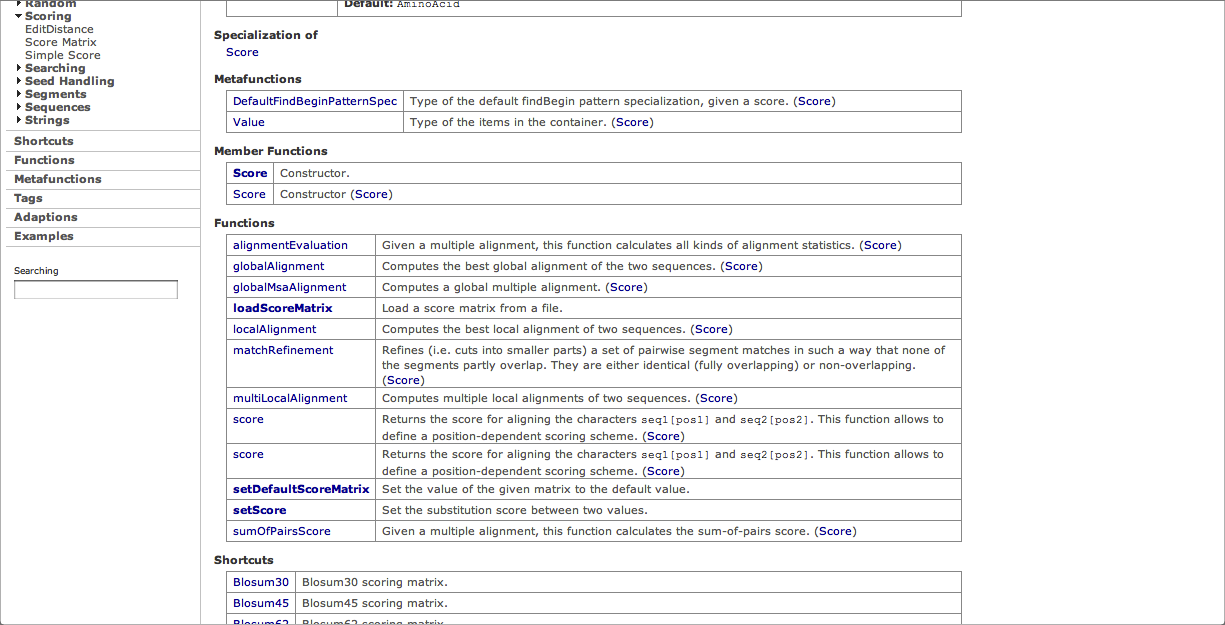 Random
Scoring
EditDistance
Score Matrix
Simple Score
Searching
Seed Handling
Segments
Sequences
Strings
Shortcuts
Functions
Metafunctions
Tags
Adaptions
Examples
Searching
Default: AminoAcid
Specialization of
Score
Metafunctions
DefaultFindBeginPatternSpec Type of the default findBegin pattern specialization, given a score. (Score)
Value Type of the items in the container. (Score)
Member Functions
Score Constructor.
Score Constructor (Score)
Functions
alignmentEvaluation Given a multiple alignment, this function calculates all kinds of alignment statistics. (Score)
globalAlignment Computes the best global alignment of the two sequences. (Score)
globalMsaAlignment Computes a global multiple alignment. (Score)
loadScoreMatrix Load a score matrix from a file.
localAlignment Computes the best local alignment of two sequences. (Score)
matchRefinement Refines (i.e. cuts into smaller parts) a set of pairwise segment matches in such a way that none of
the segments partly overlap. They are either identical (fully overlapping) or non-overlapping.
(Score)
multiLocalAlignment Computes multiple local alignments of two sequences. (Score)
score Returns the score for aligning the characters seq1[pos1] and seq2[pos2]. This function allows to
define a position-dependent scoring scheme. (Score)
score Returns the score for aligning the characters seq1[pos1] and seq2[pos2]. This function allows to
define a position-dependent scoring scheme. (Score)
setDefaultScoreMatrix Set the value of the given matrix to the default value.
setScore Set the substitution score between two values.
sumOfPairsScore Given a multiple alignment, this function calculates the sum-of-pairs score. (Score)
Shortcuts
Blosum30 Blosum30 scoring matrix.
Blosum45 Blosum45 scoring matrix.
Blosum62 Blosum62 scoring matrix.